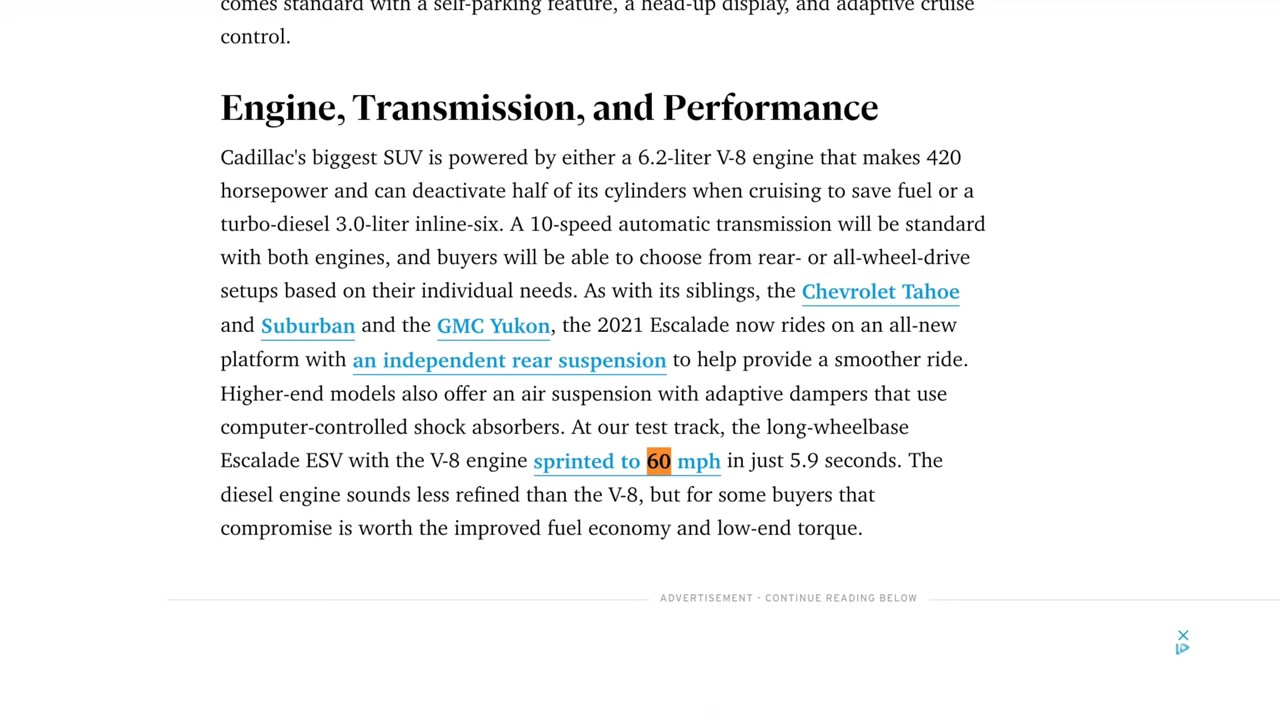 comes standard with a self-parking feature, a head-up display, and adaptive cruise
control.
Engine, Transmission, and Performance
Cadillac's biggest SUV is powered by either a 6.2-liter V-8 engine that makes 420
horsepower and can deactivate half of its cylinders when cruising to save fuel or a
turbo-diesel 3.0-liter inline-six. A 10-speed automatic transmission will be standard
with both engines, and buyers will be able to choose from rear- or all-wheel-drive
setups based on their individual needs. As with its siblings, the Chevrolet Tahoe
and Suburban and the GMC Yukon, the 2021 Escalade now rides on an all-new
platform with an independent rear suspension to help provide a smoother ride.
Higher-end models also offer an air suspension with adaptive dampers that use
computer-controlled shock absorbers. At our test track, the long-wheelbase
Escalade ESV with the V-8 engine sprinted to 60 mph in just 5.9 seconds. The
diesel engine sounds less refined than the V-8, but for some buyers that
compromise is worth the improved fuel economy and low-end torque.
ADVERTISEMENT - CONTINUE READING BELOW